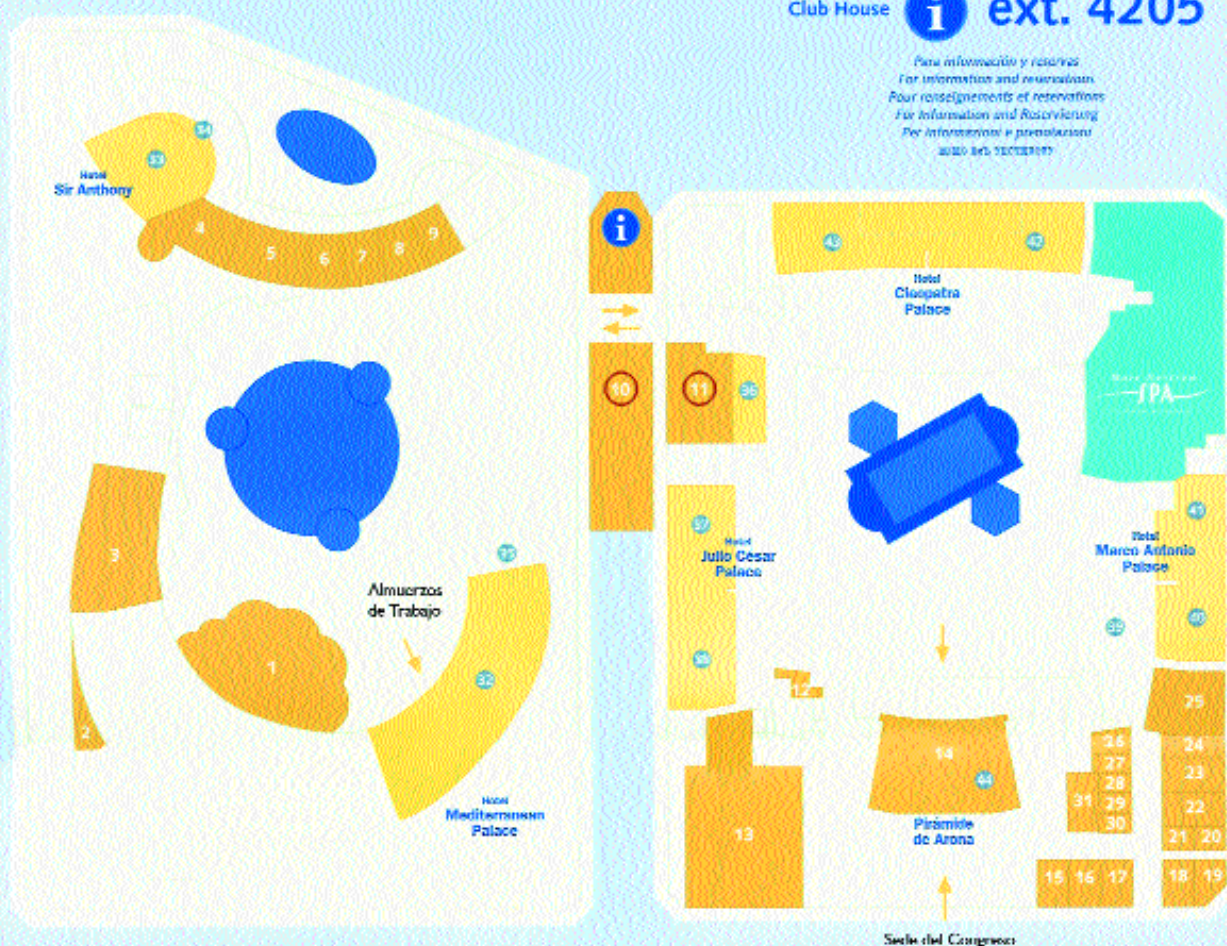 Club House i ext. 4205
Para información y reservas
For information and reservations
Pour renseignements et reservations
Für Information und Reservierung
Per informazioni e prenotazioni
34
33
Hotel
Sir Anthony
4
5
6
7
8
9
i
43
42
Hotel
Cleopatra
Palace
10
11
36
SPA
3
37
Hotel
Julio César
Palace
41
Hotel
Marco Antonio
Palace
Almuerzos
de Trabajo
40
39
1
32
38
12
2
25
14
44
26
27
28
29
30
31
24
23
22
21 20
Hotel
Mediterranean
Palace
13
Pirámide
de Arona
15 16 17
18 19
Sede del Congreso